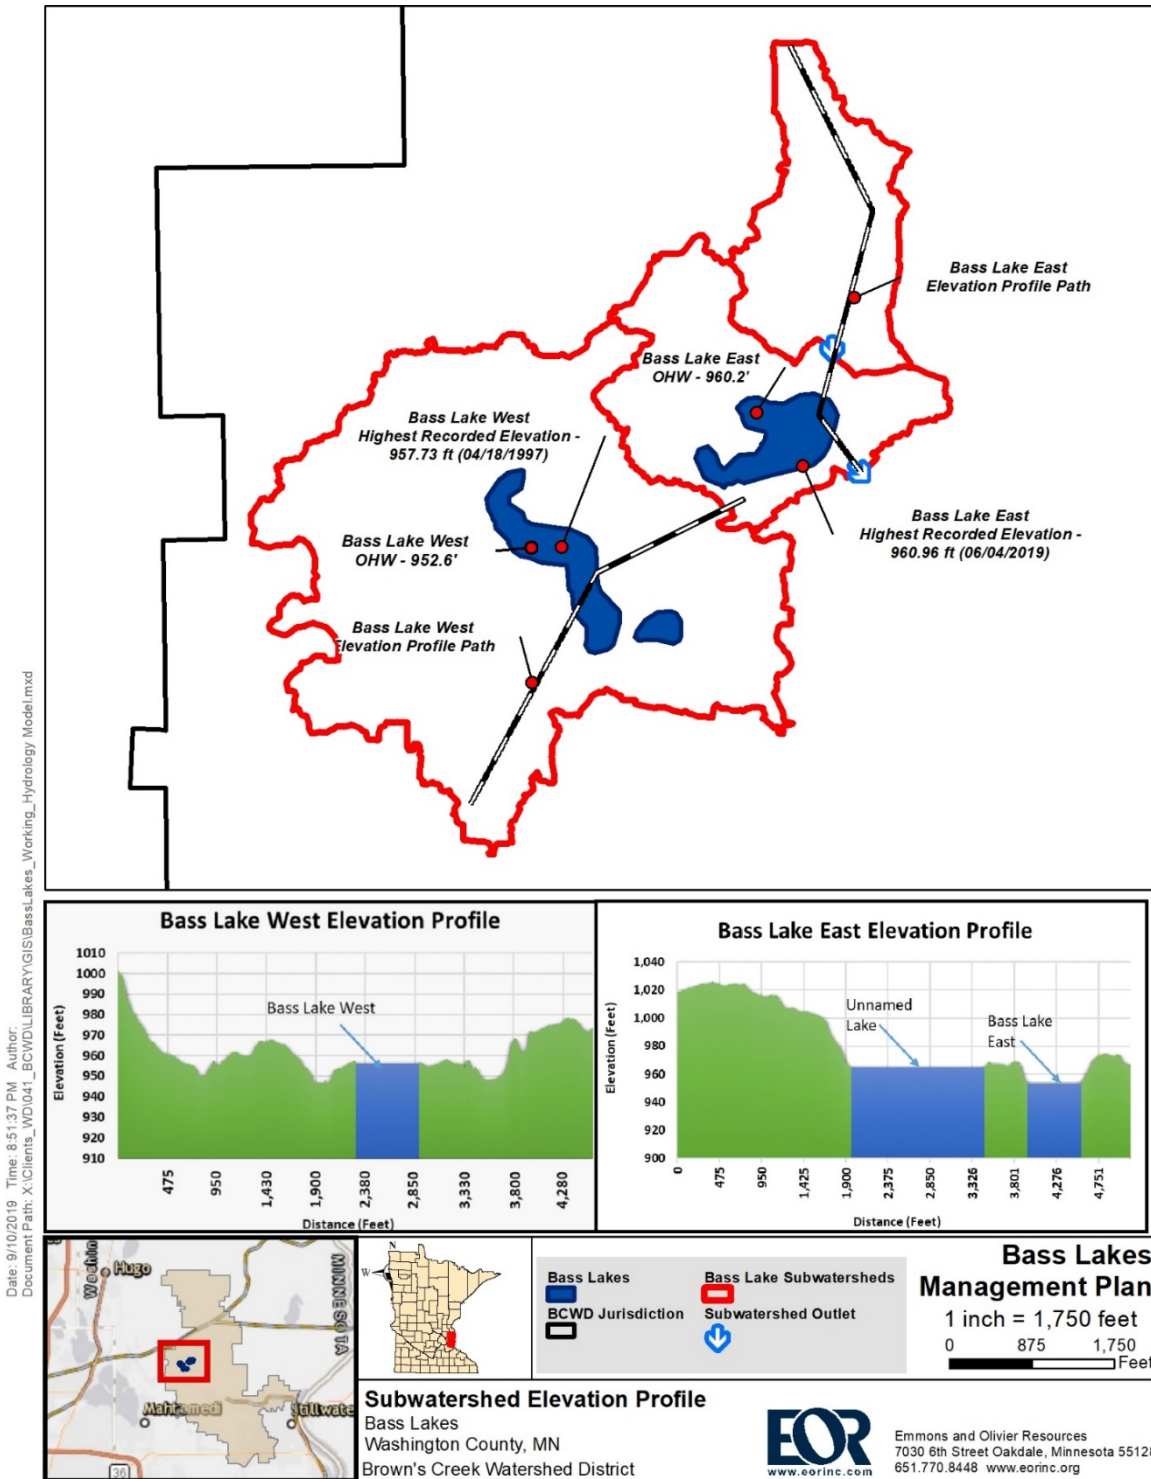 Bass Lake East
Elevation Profile Path
Bass Lake East
OHW - 960.2'
Bass Lake West
Highest Recorded Elevation -
957.73 ft (04/18/1997)
Bass Lake West
OHW - 952.6'
Bass Lake East
Highest Recorded Elevation -
960.96 ft (06/04/2019)
Bass Lake West
Elevation Profile Path
Date: 9/10/2019 Time: 8:51:37 PM Author:
Document Path: X:\Clients_WD\041_BCWD\LIBRARY\GIS\BassLakes_Working_Hydrology Model.mxd
Bass Lake West Elevation Profile
Elevation (Feet)
1010
1000
990
980
970
960
950
940
930
920
910
Bass Lake West
475
950
1,430
1,900
2,380
2,850
3,330
3,800
4,280
Distance (Feet)
Bass Lake East Elevation Profile
Elevation (Feet)
1,040
1,020
1,000
980
960
940
920
900
Unnamed
Lake
Bass Lake
East
0
475
950
1,425
1,900
2,375
2,850
3,326
3,801
4,276
4,751
Distance (Feet)
Washin
Hugo
MINNESOTA
Mahtomedi
Stillwate
36
N
W
Bass Lakes
Bass Lake Subwatersheds
BCWD Jurisdiction
Subwatershed Outlet
Bass Lakes
Management Plan
1 inch = 1,750 feet
0 875 1,750
Feet
Subwatershed Elevation Profile
Bass Lakes
Washington County, MN
Brown's Creek Watershed District
EOR
www.eorinc.com
Emmons and Olivier Resources
7030 6th Street Oakdale, Minnesota 55128
651.770.8448 www.eorinc.org